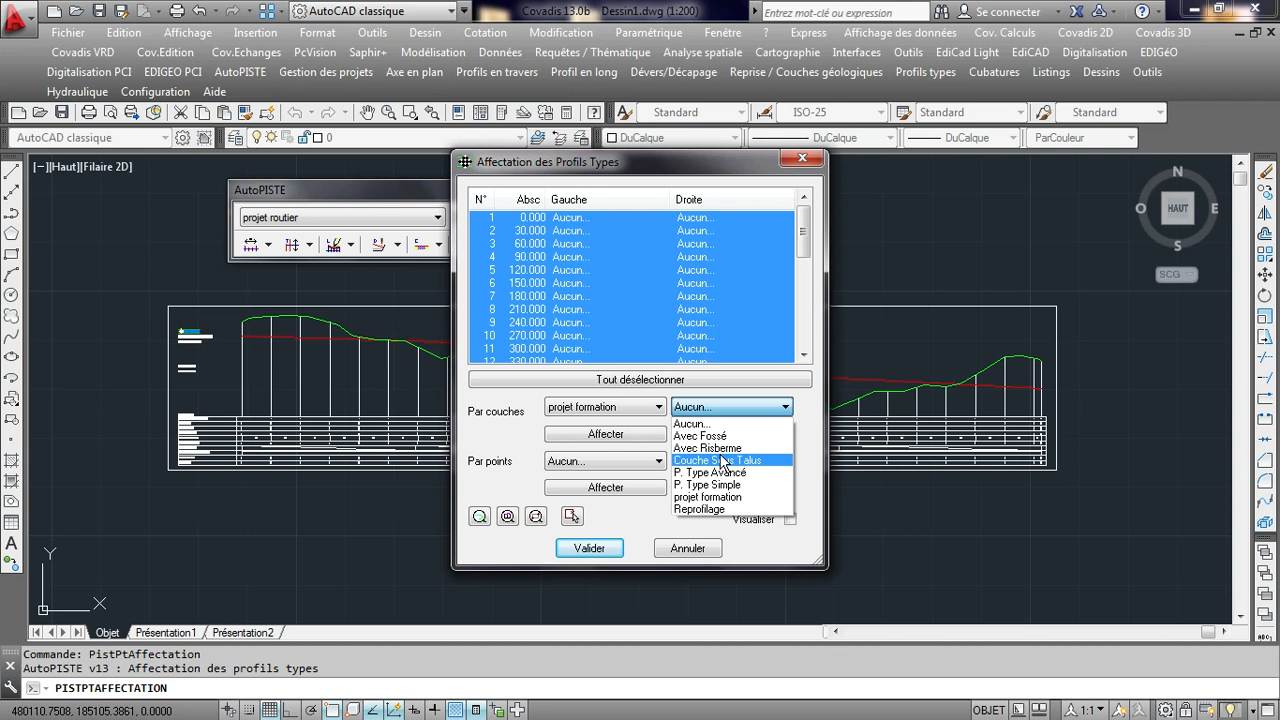 AutoCAD classique
Covadis 13.0b Dessin1.dwg (1:200)
Entrez mot-clé ou expression
Se connecter
Fichier Edition Affichage Insertion Format Outils Dessin Cotation Modification Paramétrique Fenêtre ? Express Affichage des données Cov. Calculs Covadis 2D Covadis 3D
Covadis VRD Cov.Edition Cov.Echanges PcVision Saphir+ Modélisation Données Requêtes / Thématique Analyse spatiale Cartographie Interfaces Outils EdiCad Light EdiCAD Digitalisation EDIGéO
Digitalisation PCI EDIGEO PCI AutoPISTE Gestion des projets Axe en plan Profils en travers Profil en long Dévers/Décapage Reprise / Couches géologiques Profils types Cubatures Listings Dessins Outils
Hydraulique Configuration Aide
Standard ISO-25 Standard Standard
AutoCAD classique 0 DuCalque DuCalque DuCalque ParCouleur
[−][Haut][Filaire 2D]
AutoPISTE
projet routier
Affectation des Profils Types
N° Absc Gauche Droite
1 0.000 Aucun... Aucun...
2 30.000 Aucun... Aucun...
3 60.000 Aucun... Aucun...
4 90.000 Aucun... Aucun...
5 120.000 Aucun... Aucun...
6 150.000 Aucun... Aucun...
7 180.000 Aucun... Aucun...
8 210.000 Aucun... Aucun...
9 240.000 Aucun... Aucun...
10 270.000 Aucun... Aucun...
11 300.000 Aucun... Aucun...
12 330.000 Aucun... Aucun...
Tout désélectionner
Par couches projet formation Aucun...
Affecter
Par points Aucun...
Affecter
Aucun...
Avec Fossé
Avec Risberme
Couche Sous Talus
P. Type Avancé
P. Type Simple
projet formation
Reprofilage
Visualiser
Valider Annuler
N
O HAUT E
S
SCG
Y
X
Objet Présentation1 Présentation2
Commande: PistPtAffectation
AutoPISTE v13 : Affectation des profils types
PISTPTAFFECTATION
480110.7508, 185105.3861, 0.0000
OBJET 1:1